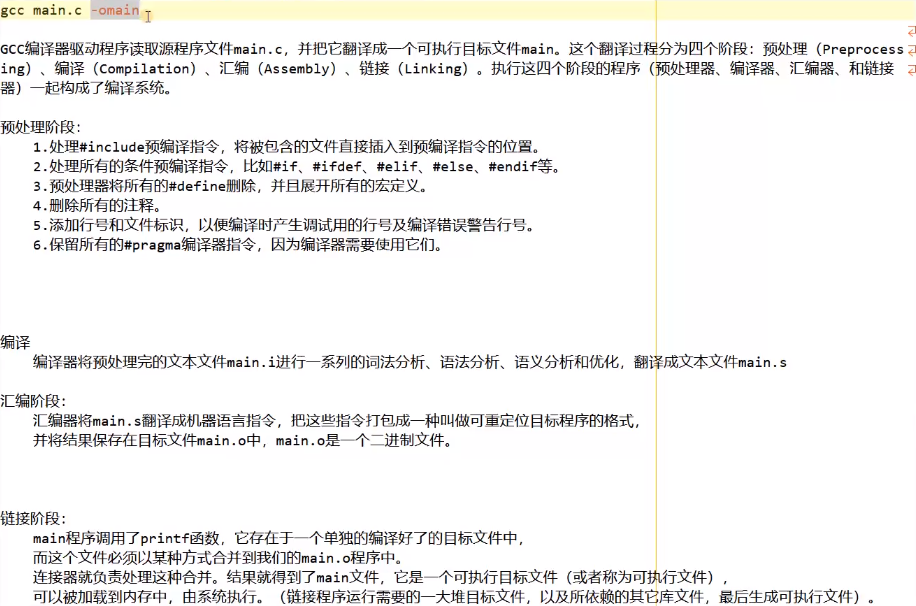 gcc main.c -omain
GCC编译器驱动程序读取源程序文件main.c，并把它翻译成一个可执行目标文件main。这个翻译过程分为四个阶段：预处理（Preprocess
ing）、编译（Compilation）、汇编（Assembly）、链接（Linking）。执行这四个阶段的程序（预处理器、编译器、汇编器、和链接
器）一起构成了编译系统。
预处理阶段：
1.处理#include预编译指令，将被包含的文件直接插入到预编译指令的位置。
2.处理所有的条件预编译指令，比如#if、#ifdef、#elif、#else、#endif等。
3.预处理器将所有的#define删除，并且展开所有的宏定义。
4.删除所有的注释。
5.添加行号和文件标识，以便编译时产生调试用的行号及编译错误警告行号。
6.保留所有的#pragma编译器指令，因为编译器需要使用它们。
编译
编译器将预处理完的文本文件main.i进行一系列的词法分析、语法分析、语义分析和优化，翻译成文本文件main.s
汇编阶段：
汇编器将main.s翻译成机器语言指令，把这些指令打包成一种叫做可重定位目标程序的格式，
并将结果保存在目标文件main.o中，main.o是一个二进制文件。
链接阶段：
main程序调用了printf函数，它存在于一个单独的编译好了的目标文件中，
而这个文件必须以某种方式合并到我们的main.o程序中。
连接器就负责处理这种合并。结果就得到了main文件，它是一个可执行目标文件（或者称为可执行文件），
可以被加载到内存中，由系统执行。（链接程序运行需要的一大堆目标文件，以及所依赖的其它库文件，最后生成可执行文件）。